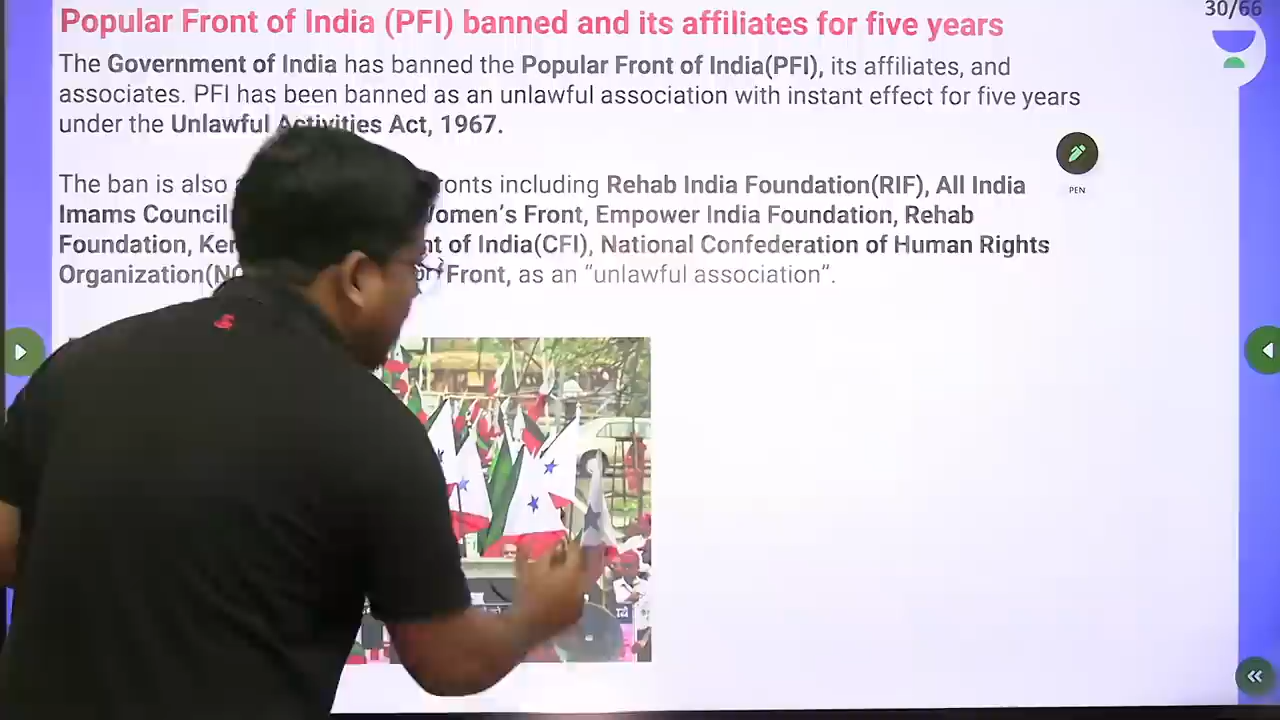 30/66
Popular Front of India (PFI) banned and its affiliates for five years
The Government of India has banned the Popular Front of India(PFI), its affiliates, and
associates. PFI has been banned as an unlawful association with instant effect for five years
under the Unlawful Activities Act, 1967.
PEN
The ban is also including Rehab India Foundation(RIF), All India
Imams Council Women's Front, Empower India Foundation, Rehab
Foundation, of India(CFI), National Confederation of Human Rights
Front, as an “unlawful association”.